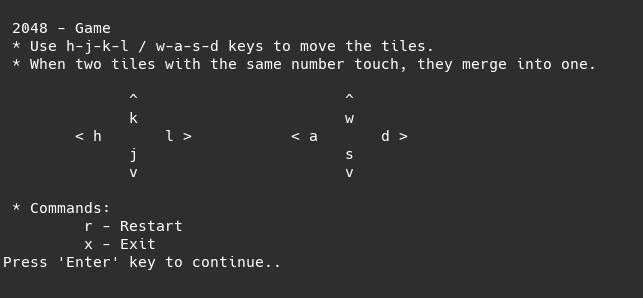 2048 - Game
* Use h-j-k-l / w-a-s-d keys to move the tiles.
* When two tiles with the same number touch, they merge into one.
^ ^
k w
< h l > < a d >
j s
v v
* Commands:
r - Restart
x - Exit
Press 'Enter' key to continue..